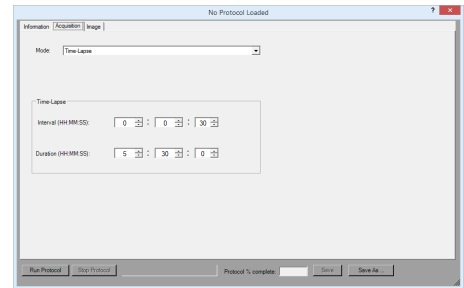 No Protocol Loaded
? ×
Information Acquisition Image
Mode: Time-Lapse
Time-Lapse
Interval (HH:MM:SS): 0 : 0 : 30
Duration (HH:MM:SS): 5 : 30 : 0
Run Protocol Stop Protocol Protocol % complete: Save Save As ...